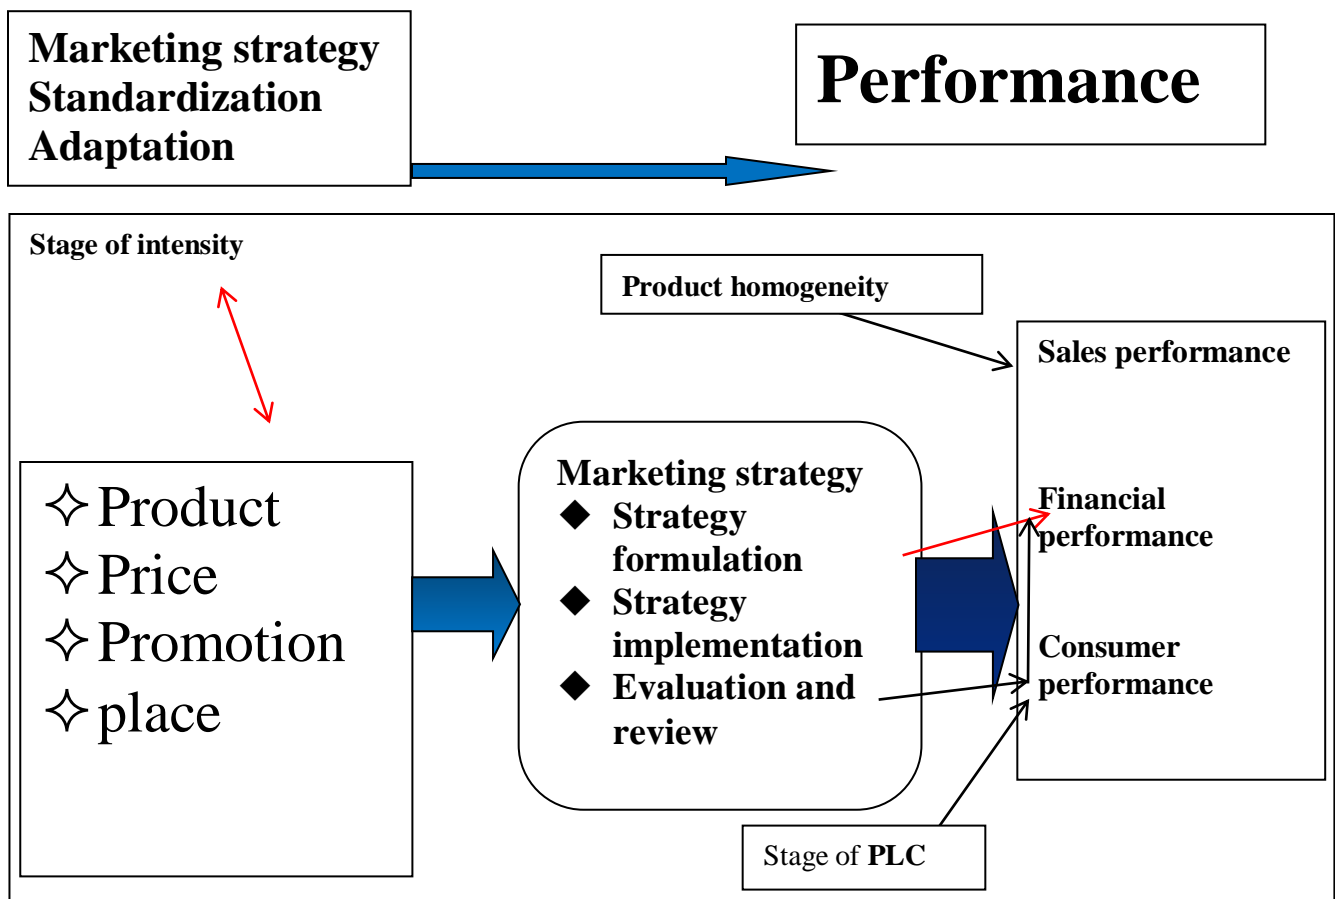 Marketing strategy
Standardization
Adaptation
Performance
Stage of intensity
Product homogeneity
Sales performance
Financial
performance
Consumer
performance
Product
Price
Promotion
place
Marketing strategy
Strategy
formulation
Strategy
implementation
Evaluation and
review
Stage of PLC